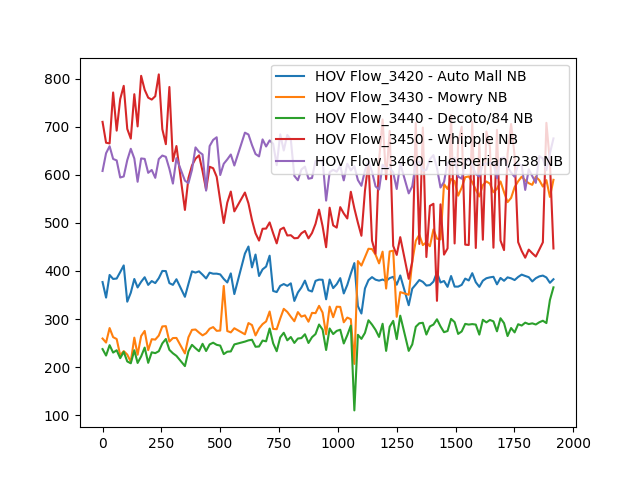 HOV Flow_3420 - Auto Mall NB
HOV Flow_3430 - Mowry NB
HOV Flow_3440 - Decoto/84 NB
HOV Flow_3450 - Whipple NB
HOV Flow_3460 - Hesperian/238 NB
800
700
600
500
400
300
200
100
0 250 500 750 1000 1250 1500 1750 2000